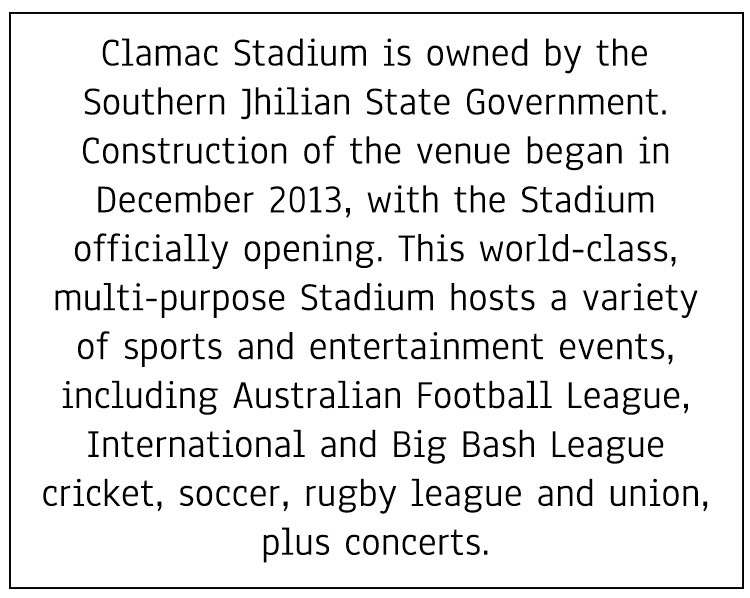 Clamac Stadium is owned by the
Southern Jhilian State Government.
Construction of the venue began in
December 2013, with the Stadium
officially opening. This world-class,
multi-purpose Stadium hosts a variety
of sports and entertainment events,
including Australian Football League,
International and Big Bash League
cricket, soccer, rugby league and union,
plus concerts.